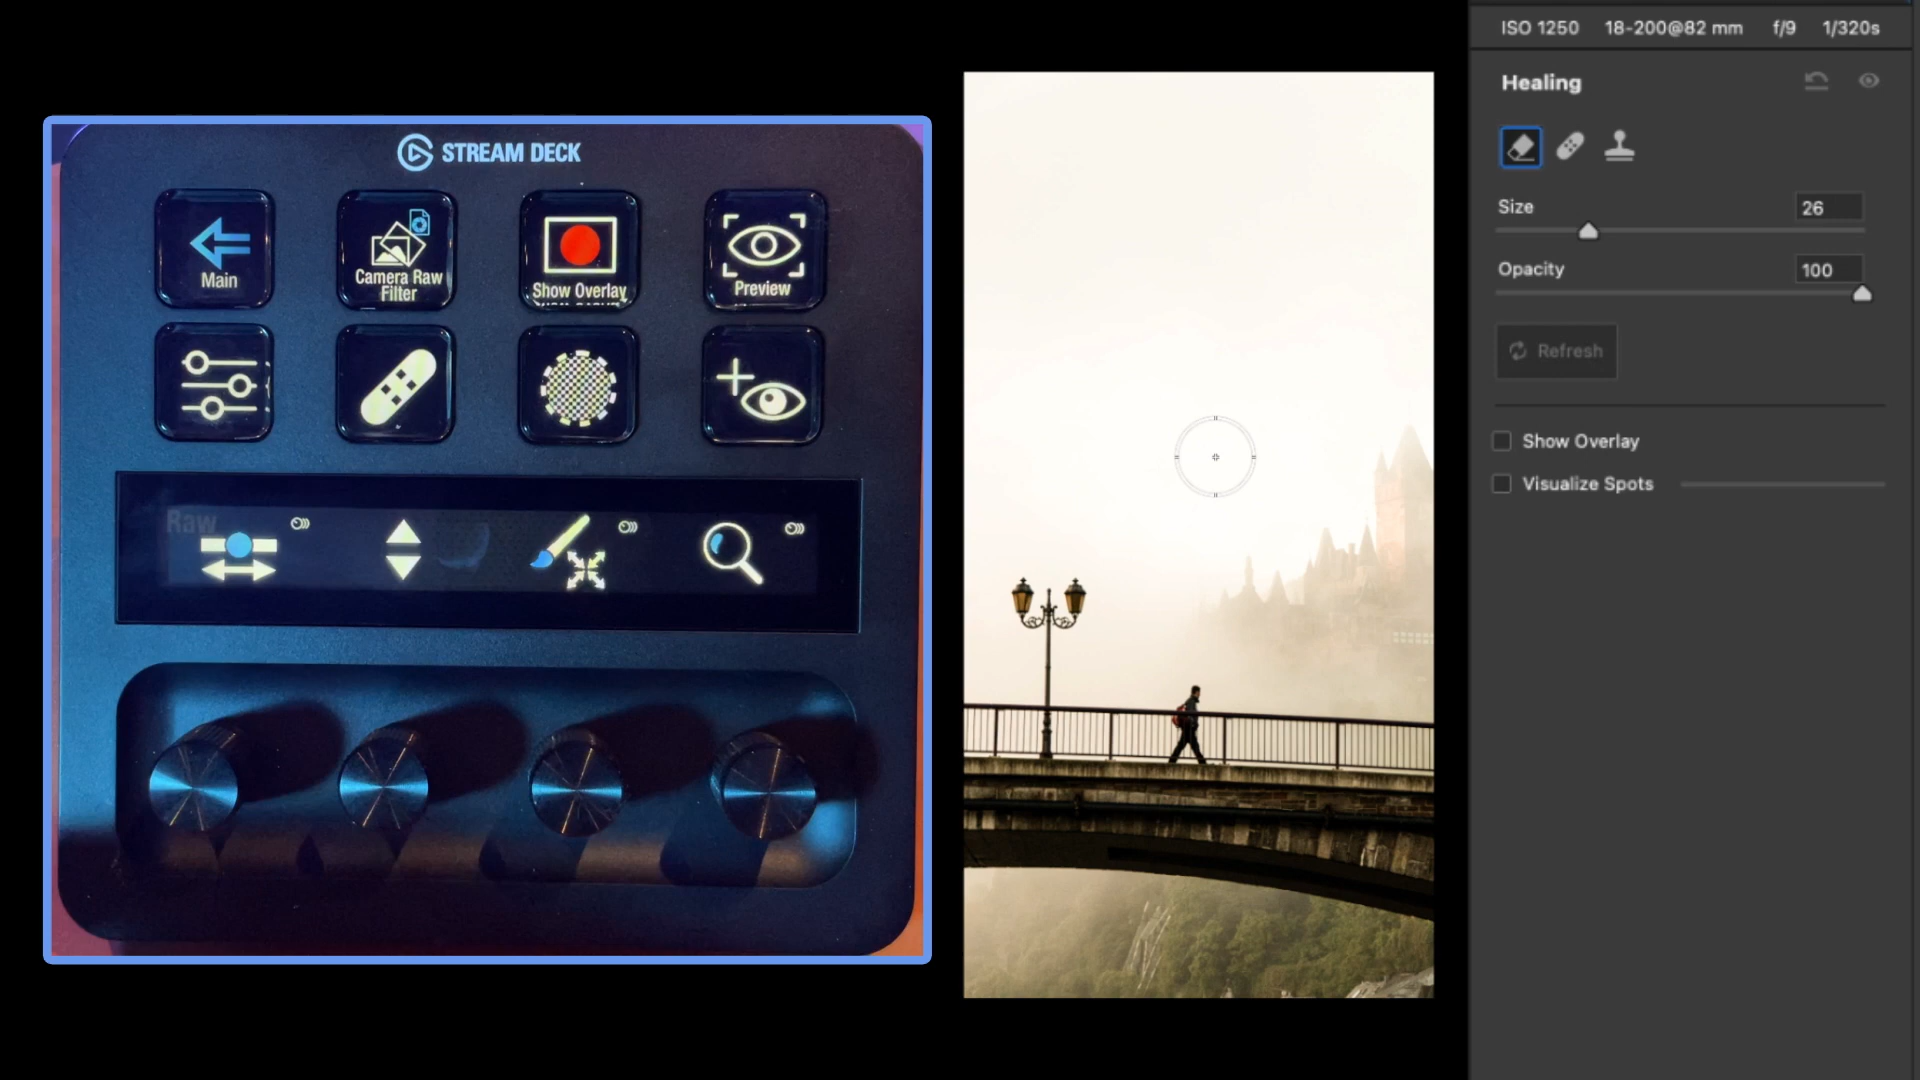 STREAM DECK
Main
Camera Raw
Filter
Show Overlay
Preview
Raw
ISO 1250 18-200@82 mm f/9 1/320s
Healing
Size 26
Opacity 100
Refresh
Show Overlay
Visualize Spots